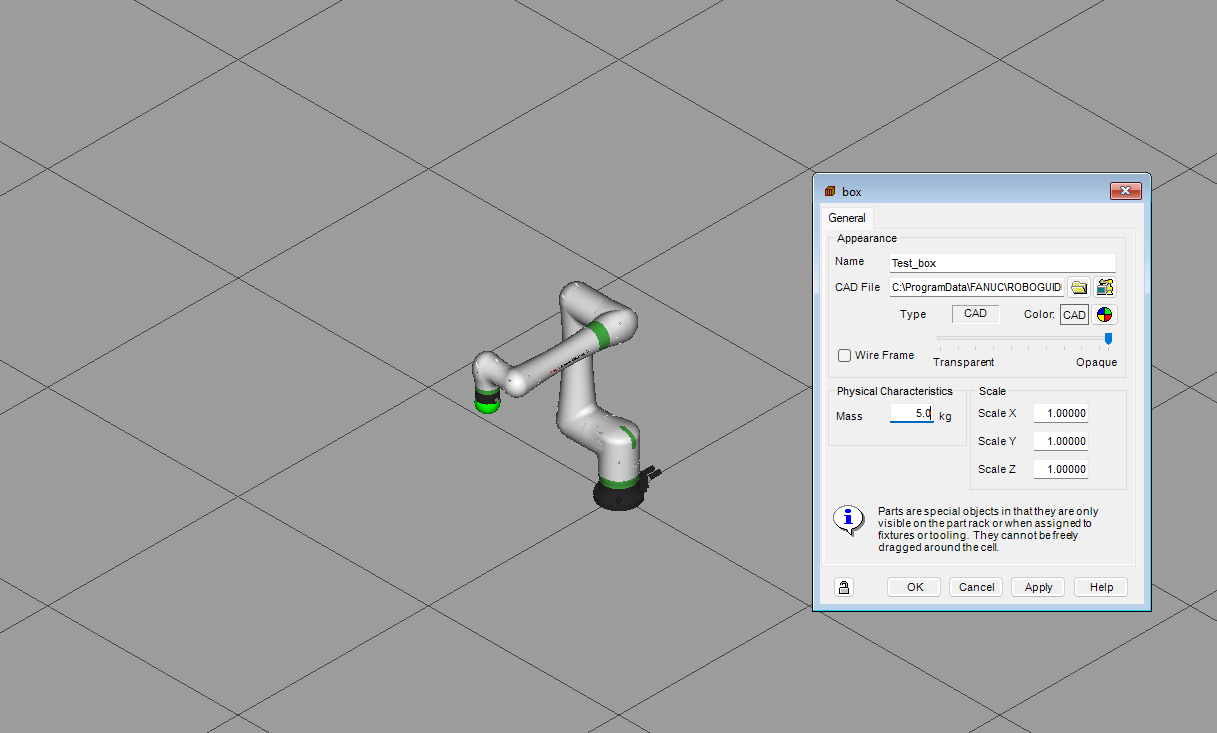 box
General
Appearance
Name Test_box
CAD File C:\ProgramData\FANUC\ROBOGUID
Type CAD Color: CAD
Wire Frame
Transparent Opaque
Physical Characteristics
Mass 5.0 kg
Scale
Scale X 1.00000
Scale Y 1.00000
Scale Z 1.00000
Parts are special objects in that they are only
visible on the part rack or when assigned to
fixtures or tooling. They cannot be freely
dragged around the cell.
OK Cancel Apply Help